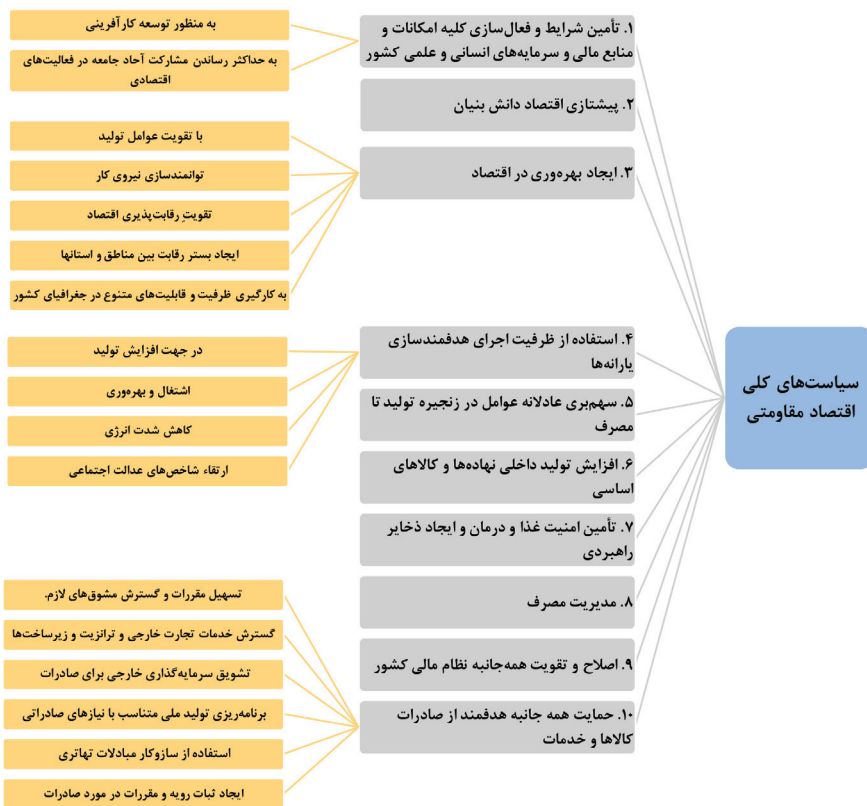 سیاست‌های کلی
اقتصاد مقاومتی
۱. تأمین شرایط و فعال‌سازی کلیه امکانات و
منابع مالی و سرمایه‌های انسانی و علمی کشور
به منظور توسعه کارآفرینی
به حداکثر رساندن مشارکت آحاد جامعه در فعالیت‌های
اقتصادی
۲. پیشتازی اقتصاد دانش بنیان
۳. ایجاد بهره‌وری در اقتصاد
با تقویت عوامل تولید
توانمندسازی نیروی کار
تقویتِ رقابت‌پذیری اقتصاد
ایجاد بستر رقابت بین مناطق و استانها
به کارگیری ظرفیت و قابلیت‌های متنوع در جغرافیای کشور
۴. استفاده از ظرفیت اجرای هدفمندسازی
یارانه‌ها
در جهت افزایش تولید
اشتغال و بهره‌وری
کاهش شدت انرژی
ارتقاء شاخص‌های عدالت اجتماعی
۵. سهم‌بری عادلانه عوامل در زنجیره تولید تا
مصرف
۶. افزایش تولید داخلی نهاده‌ها و کالاهای
اساسی
۷. تأمین امنیت غذا و درمان و ایجاد ذخایر
راهبردی
۸. مدیریت مصرف
۹. اصلاح و تقویت همه‌جانبه نظام مالی کشور
۱۰. حمایت همه جانبه هدفمند از صادرات
کالاها و خدمات
تسهیل مقررات و گسترش مشوق‌های لازم.
گسترش خدمات تجارت خارجی و ترانزیت و زیرساخت‌ها
تشویق سرمایه‌گذاری خارجی برای صادرات
برنامه‌ریزی تولید ملی متناسب با نیازهای صادراتی
استفاده از سازوکار مبادلات تهاتری
ایجاد ثبات رویه و مقررات در مورد صادرات